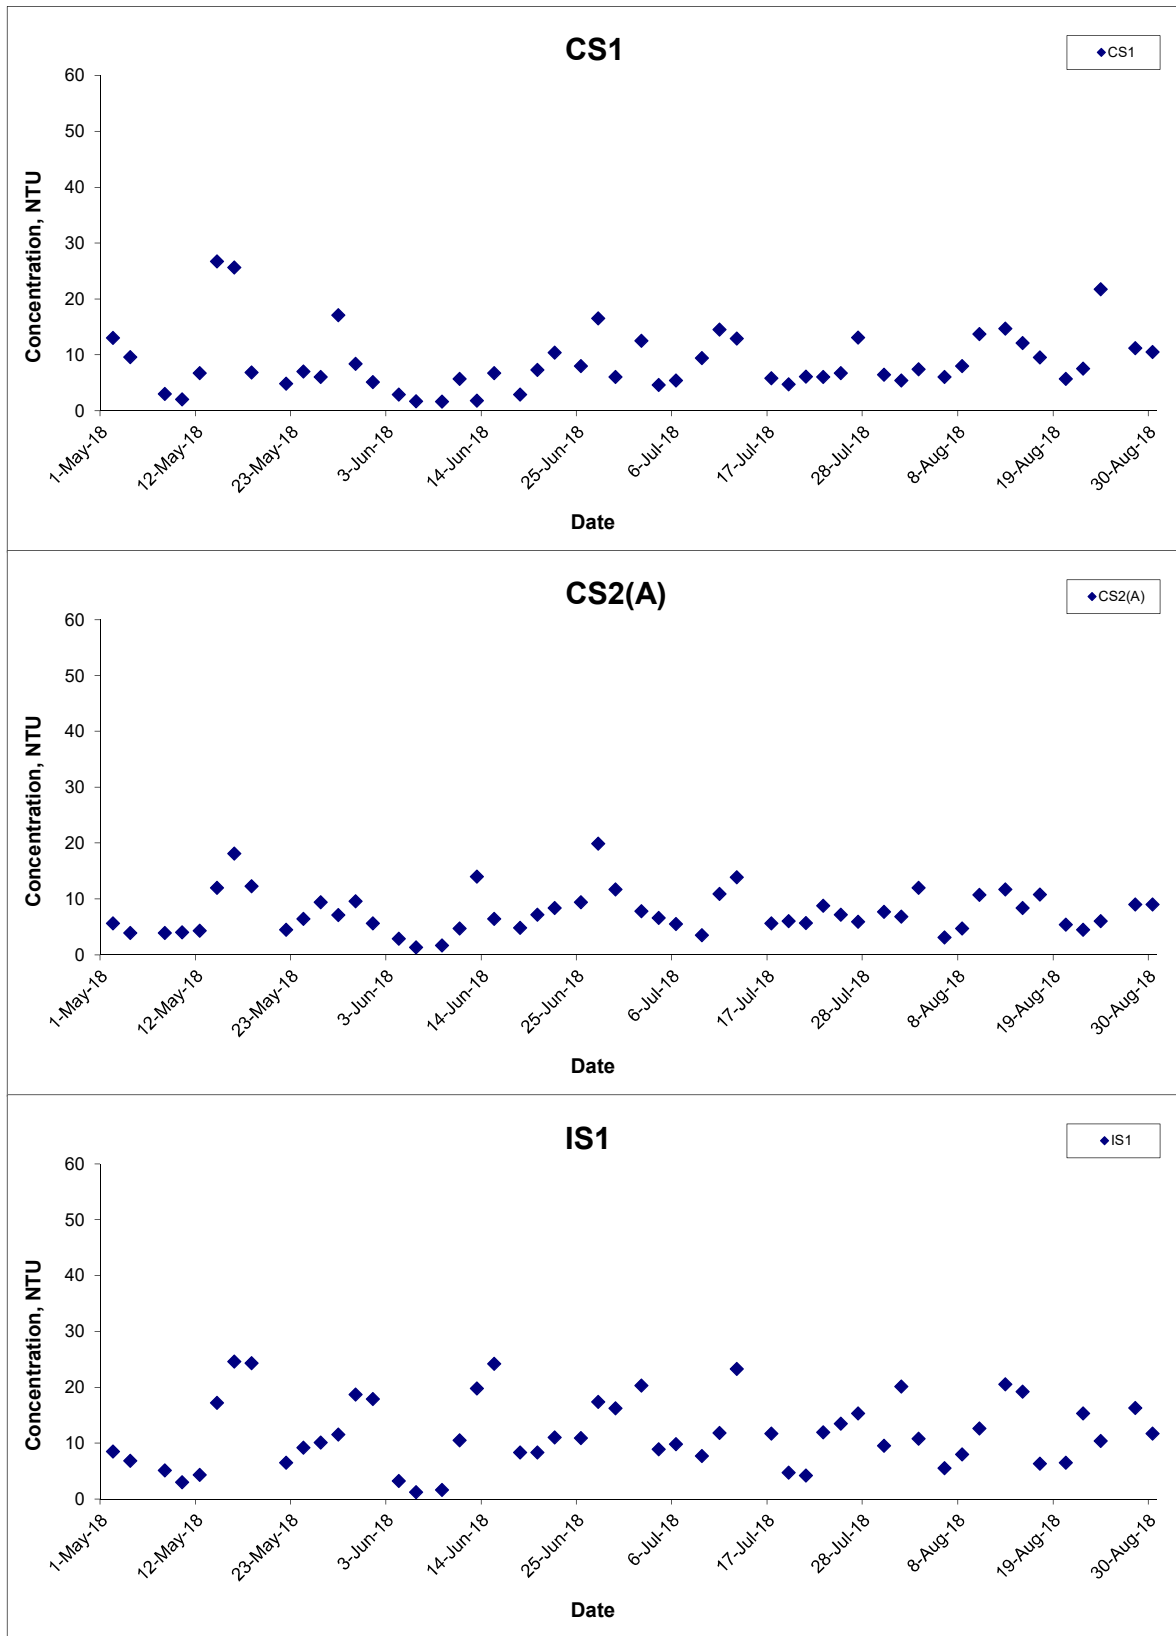 CS1
CS1
60
50
40
30
20
10
0
Concentration, NTU
1-May-18
12-May-18
23-May-18
3-Jun-18
14-Jun-18
25-Jun-18
6-Jul-18
17-Jul-18
28-Jul-18
8-Aug-18
19-Aug-18
30-Aug-18
Date
CS2(A)
CS2(A)
60
50
40
30
20
10
0
Concentration, NTU
1-May-18
12-May-18
23-May-18
3-Jun-18
14-Jun-18
25-Jun-18
6-Jul-18
17-Jul-18
28-Jul-18
8-Aug-18
19-Aug-18
30-Aug-18
Date
IS1
IS1
60
50
40
30
20
10
0
Concentration, NTU
1-May-18
12-May-18
23-May-18
3-Jun-18
14-Jun-18
25-Jun-18
6-Jul-18
17-Jul-18
28-Jul-18
8-Aug-18
19-Aug-18
30-Aug-18
Date